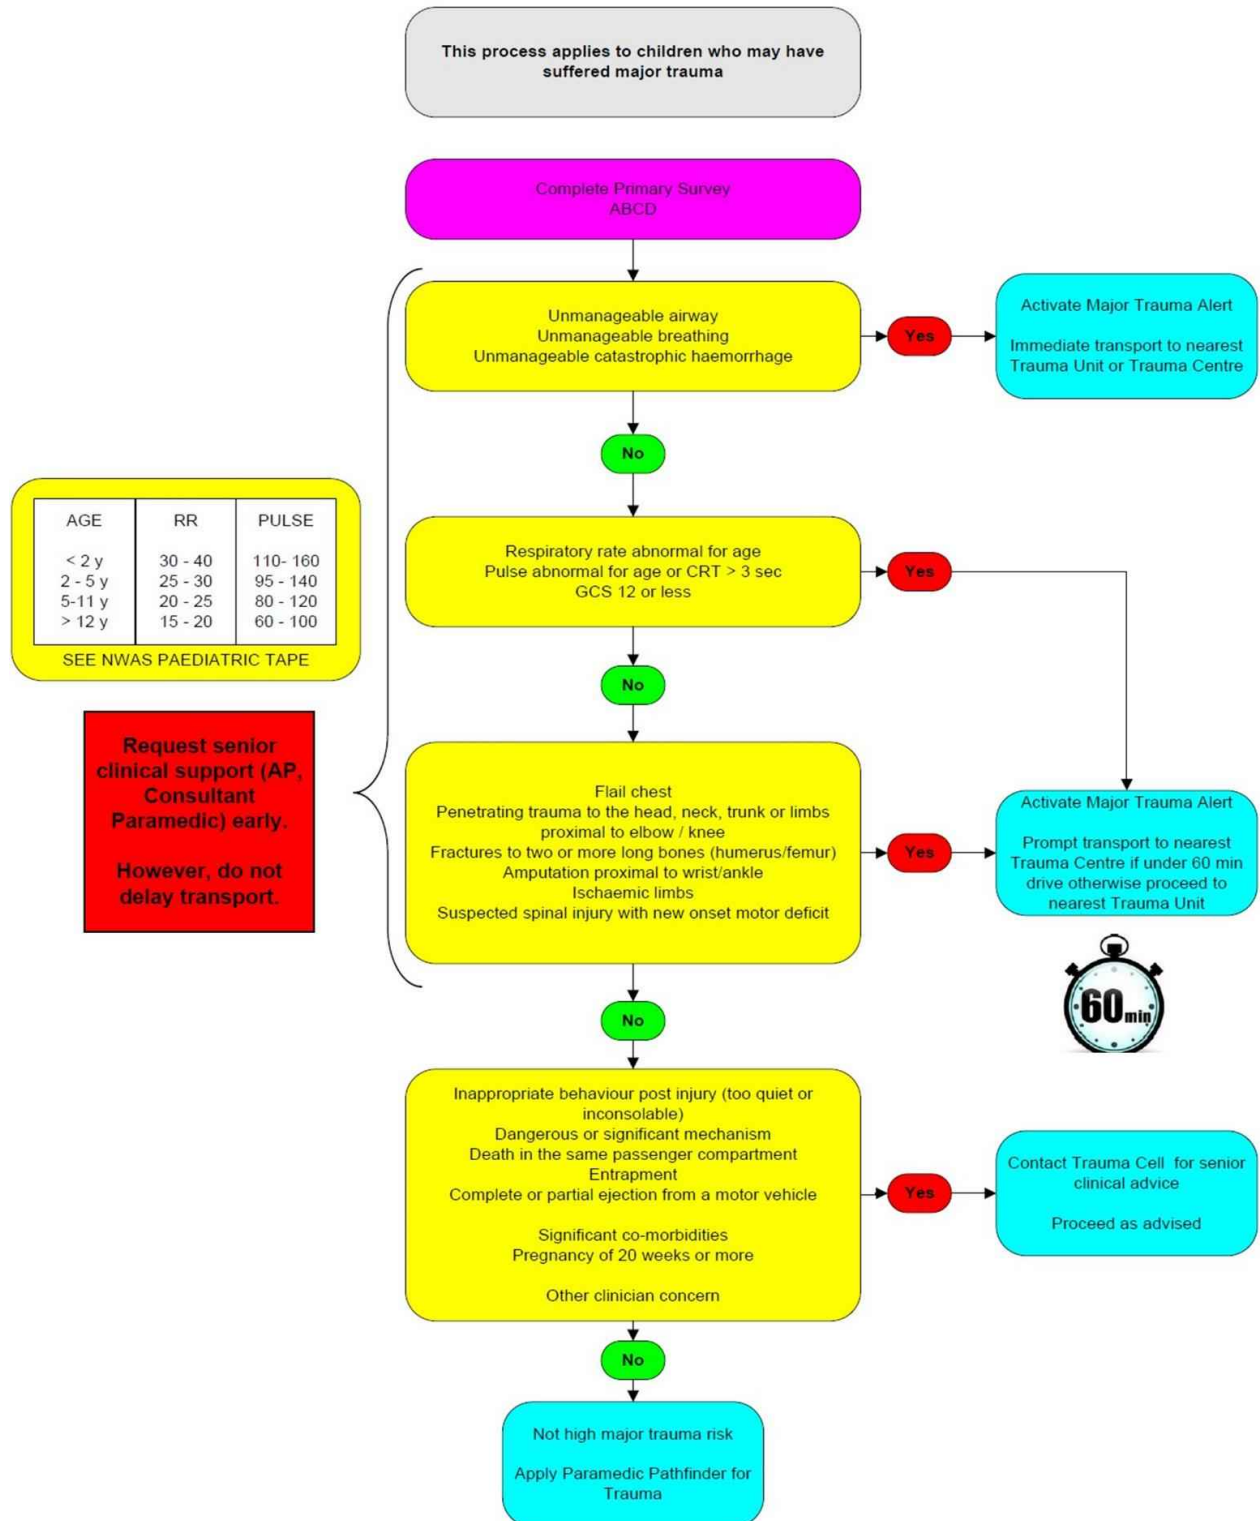 This process applies to children who may have
suffered major trauma
Complete Primary Survey
ABCD
Unmanageable airway
Unmanageable breathing
Unmanageable catastrophic haemorrhage
Yes
Activate Major Trauma Alert
Immediate transport to nearest
Trauma Unit or Trauma Centre
No
AGE RR PULSE
< 2 y 30 - 40 110- 160
2 - 5 y 25 - 30 95 - 140
5-11 y 20 - 25 80 - 120
> 12 y 15 - 20 60 - 100
SEE NWAS PAEDIATRIC TAPE
Respiratory rate abnormal for age
Pulse abnormal for age or CRT > 3 sec
GCS 12 or less
Yes
No
Request senior
clinical support (AP,
Consultant
Paramedic) early.
However, do not
delay transport.
Flail chest
Penetrating trauma to the head, neck, trunk or limbs
proximal to elbow / knee
Fractures to two or more long bones (humerus/femur)
Amputation proximal to wrist/ankle
Ischaemic limbs
Suspected spinal injury with new onset motor deficit
Yes
Activate Major Trauma Alert
Prompt transport to nearest
Trauma Centre if under 60 min
drive otherwise proceed to
nearest Trauma Unit
60 min
No
Inappropriate behaviour post injury (too quiet or
inconsolable)
Dangerous or significant mechanism
Death in the same passenger compartment
Entrapment
Complete or partial ejection from a motor vehicle
Significant co-morbidities
Pregnancy of 20 weeks or more
Other clinician concern
Yes
Contact Trauma Cell for senior
clinical advice
Proceed as advised
No
Not high major trauma risk
Apply Paramedic Pathfinder for
Trauma